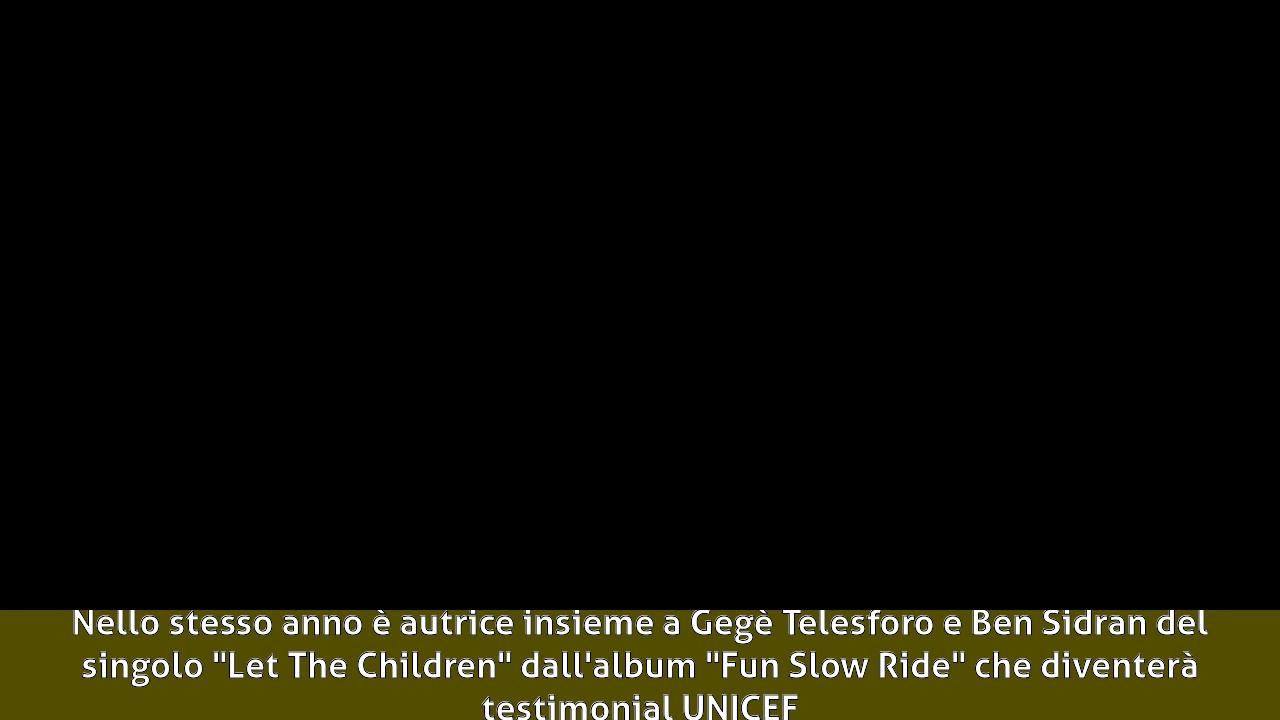 Nello stesso anno è autrice insieme a Gegè Telesforo e Ben Sidran del
singolo "Let The Children" dall'album "Fun Slow Ride" che diventerà
testimonial UNICEF